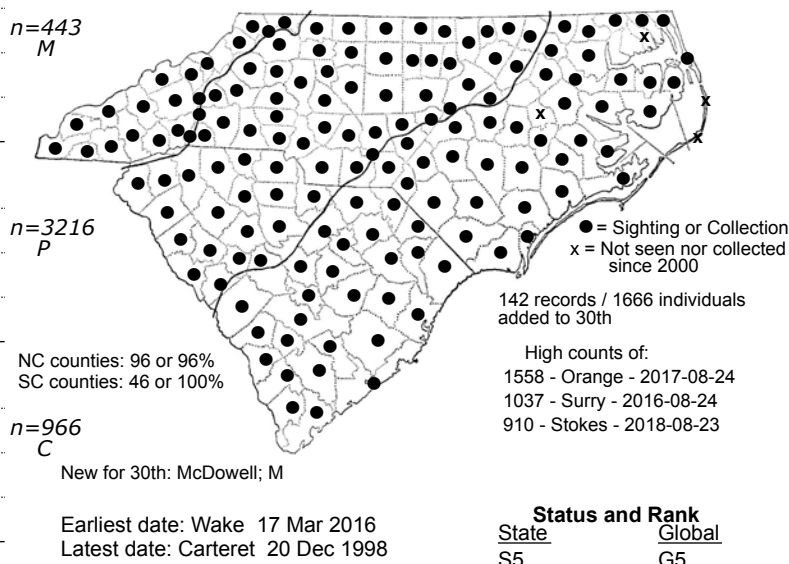 n=443
M
n=3216
P
n=966
C
x
x
x
x
● = Sighting or Collection
x = Not seen nor collected
since 2000
142 records / 1666 individuals
added to 30th
High counts of:
1558 - Orange - 2017-08-24
1037 - Surry - 2016-08-24
910 - Stokes - 2018-08-23
NC counties: 96 or 96%
SC counties: 46 or 100%
New for 30th: McDowell; M
Earliest date: Wake 17 Mar 2016
Latest date: Carteret 20 Dec 1998
Status and Rank
State Global
S5 G5